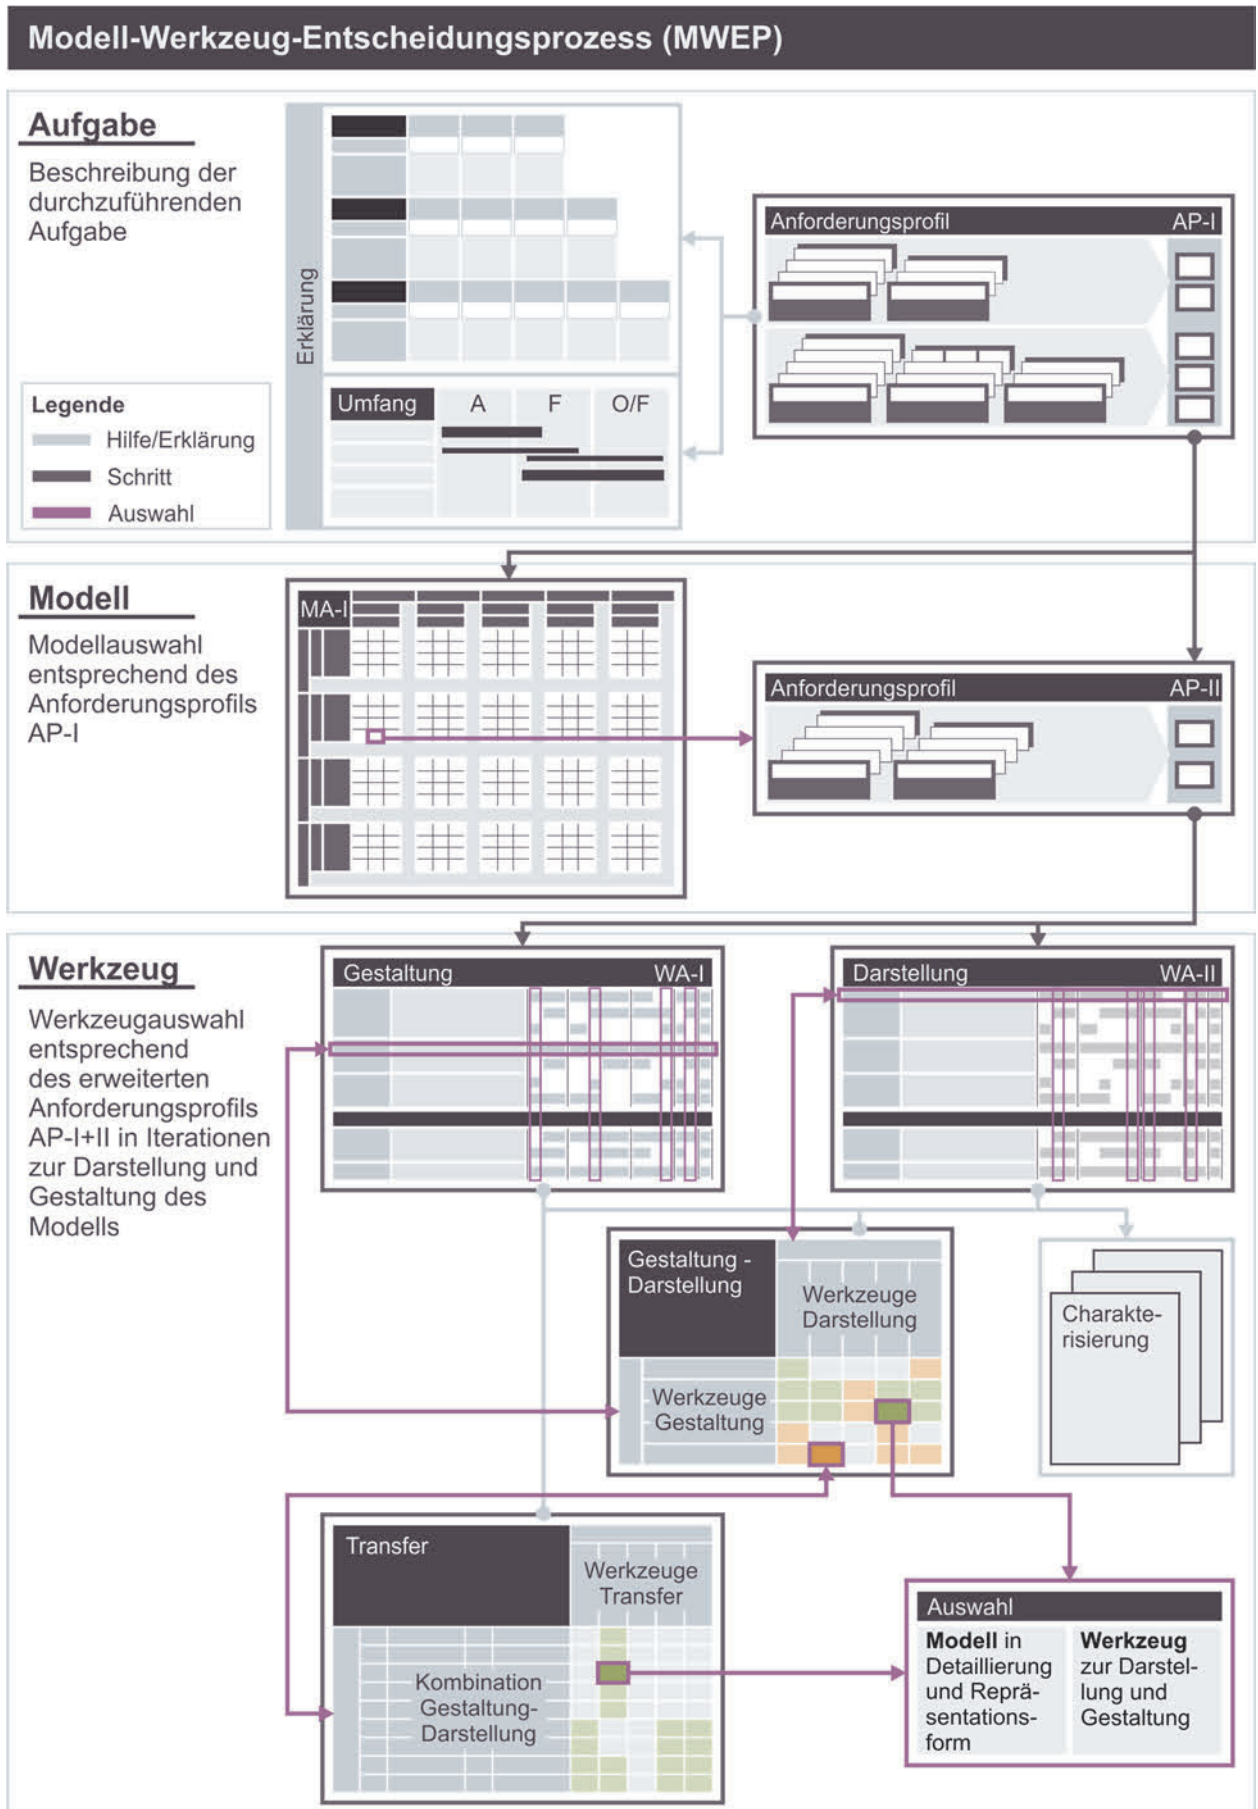 Modell-Werkzeug-Entscheidungsprozess (MWEP)
Aufgabe
Beschreibung der
durchzuführenden
Aufgabe
Erklärung
Umfang A F O/F
Anforderungsprofil AP-I
Legende
Hilfe/Erklärung
Schritt
Auswahl
Modell
Modellauswahl
entsprechend des
Anforderungsprofils
AP-I
MA-I
Anforderungsprofil AP-II
Werkzeug
Werkzeugauswahl
entsprechend
des erweiterten
Anforderungsprofils
AP-I+II in Iterationen
zur Darstellung und
Gestaltung des
Modells
Gestaltung WA-I
Darstellung WA-II
Gestaltung -
Darstellung
Werkzeuge
Darstellung
Werkzeuge
Gestaltung
Charakte-
risierung
Transfer
Werkzeuge
Transfer
Kombination
Gestaltung-
Darstellung
Auswahl
Modell in
Detaillierung
und Reprä-
sentations-
form
Werkzeug
zur Darstel-
lung und
Gestaltung